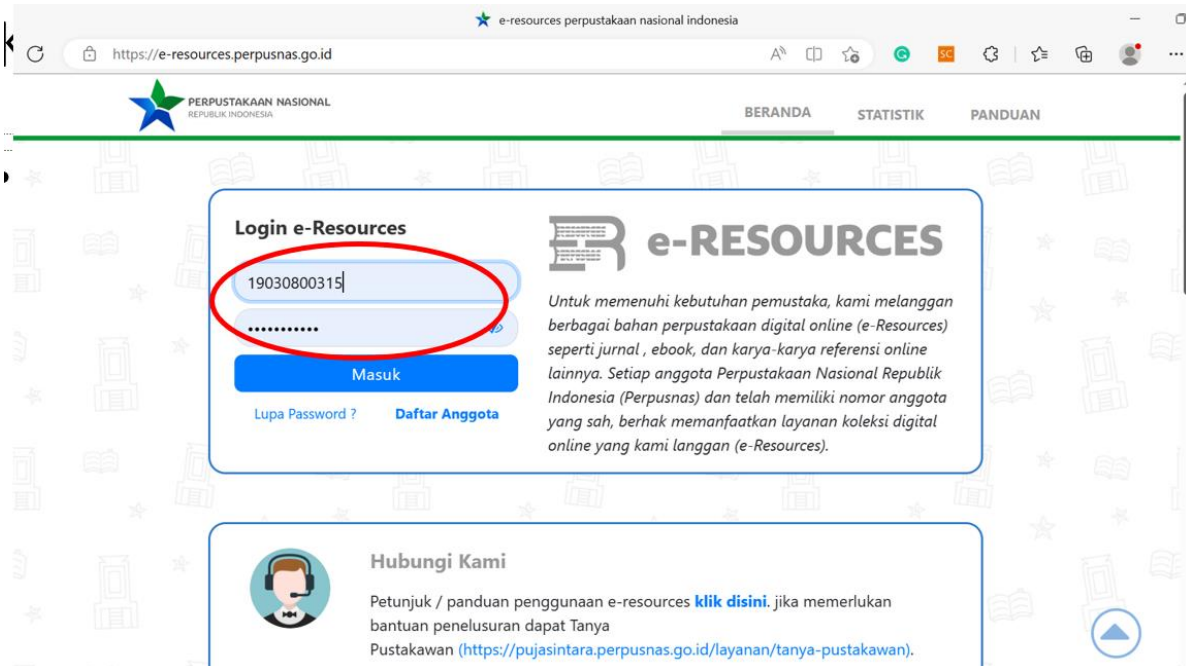 e-resources perpustakaan nasional indonesia
https://e-resources.perpusnas.go.id
PERPUSTAKAAN NASIONAL
REPUBLIK INDONESIA
BERANDA STATISTIK PANDUAN
Login e-Resources
19030800315
Masuk
Lupa Password ? Daftar Anggota
e-RESOURCES
Untuk memenuhi kebutuhan pemustaka, kami melanggan
berbagai bahan perpustakaan digital online (e-Resources)
seperti jurnal , ebook, dan karya-karya referensi online
lainnya. Setiap anggota Perpustakaan Nasional Republik
Indonesia (Perpusnas) dan telah memiliki nomor anggota
yang sah, berhak memanfaatkan layanan koleksi digital
online yang kami langgan (e-Resources).
Hubungi Kami
Petunjuk / panduan penggunaan e-resources klik disini. jika memerlukan
bantuan penelusuran dapat Tanya
Pustakawan (https://pujasintara.perpusnas.go.id/layanan/tanya-pustakawan).